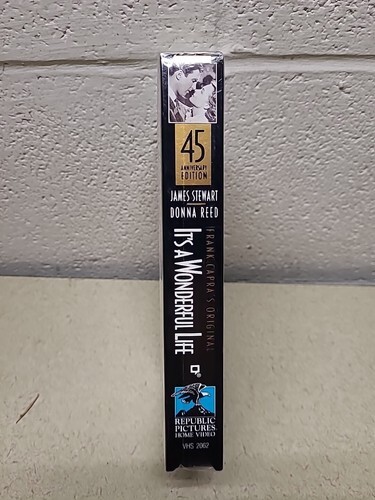 45
ANNIVERSARY
EDITION
JAMES STEWART
DONNA REED
FRANK CAPRA'S ORIGINAL
IT'S A WONDERFUL LIFE
®
REPUBLIC
PICTURES
HOME VIDEO
VHS 2062